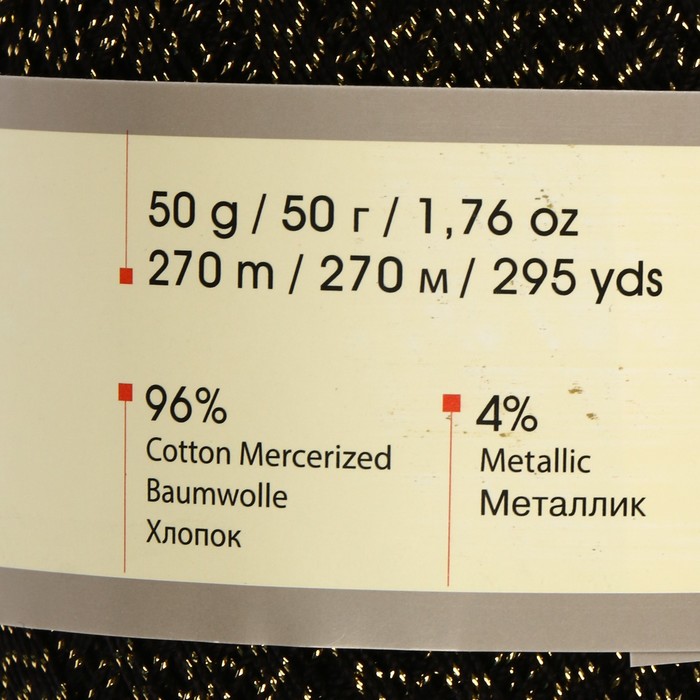 50 g / 50 г / 1,76 oz
270 m / 270 м / 295 yds
96%
Cotton Mercerized
Baumwolle
Хлопок
4%
Metallic
Металлик